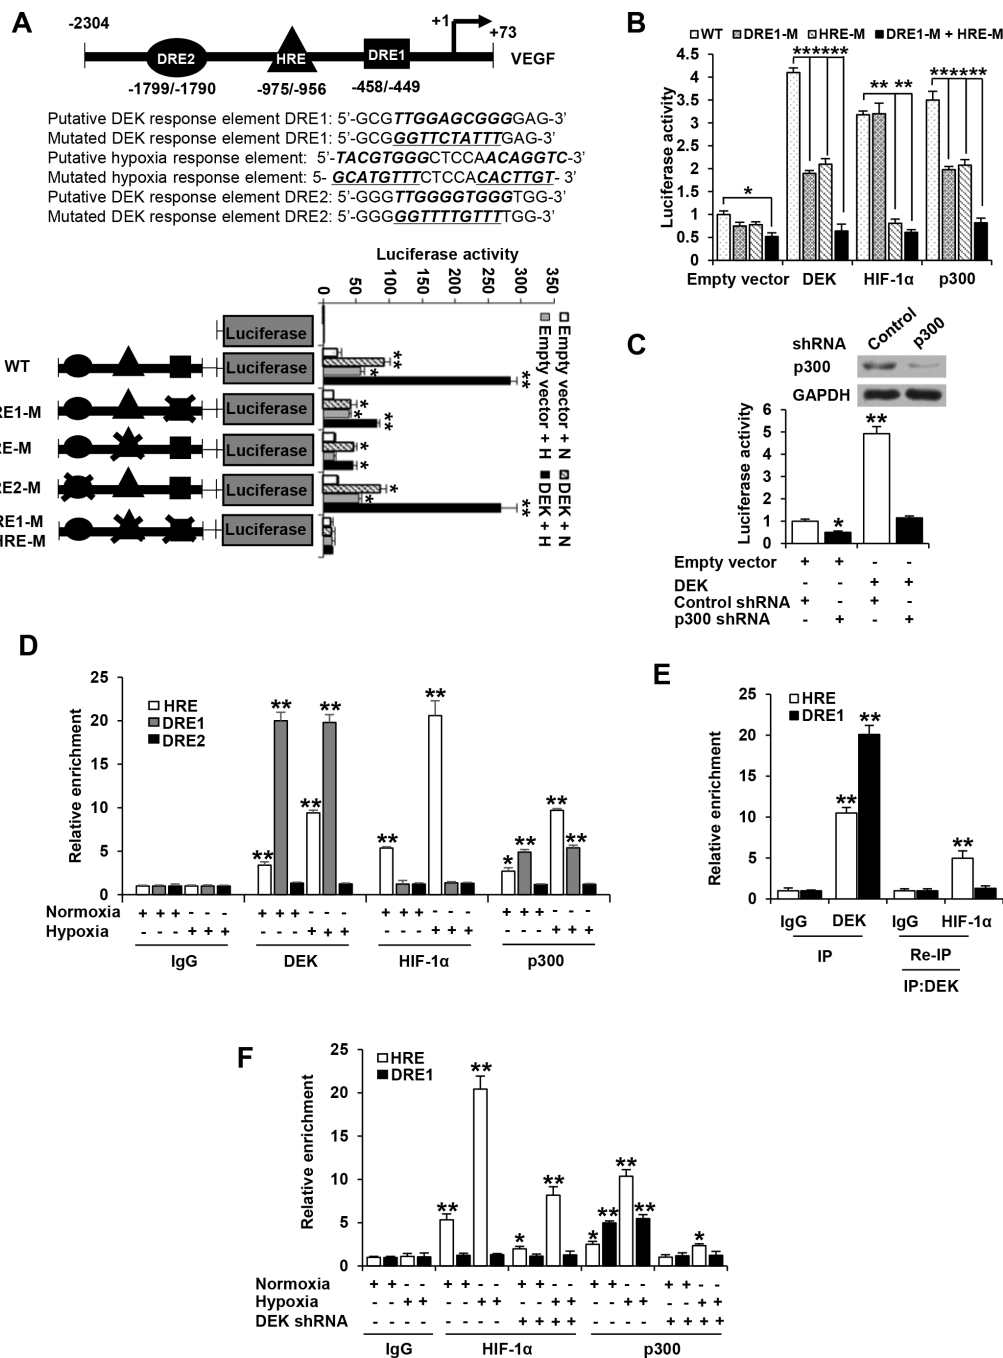 A
-2304
+1
+73
DRE2
HRE
DRE1
VEGF
-1799/-1790
-975/-956
-458/-449
Putative DEK response element DRE1: 5'-GCGTTGGAGCGGGGAG-3'
Mutated DEK response element DRE1: 5'-GCGGGTTCTATTTGAG-3'
Putative hypoxia response element: 5'-TACGTGGGCTCCAACAGGTC-3'
Mutated hypoxia response element: 5- GCATGTTTCTCCACACTTGT- 3'
Putative DEK response element DRE2: 5'-GGGTTGGGGTGGGTGG-3'
Mutated DEK response element DRE2: 5'-GGGGGTTTTGTTTTGG-3'
Luciferase activity
0 50 100 150 200 250 300 350
Luciferase
WT Luciferase ** * **
RE1-M Luciferase * * **
RE-M Luciferase * *
RE2-M Luciferase * * **
RE1-M
HRE-M Luciferase
Empty vector + N
Empty vector + H
DEK + N
DEK + H
B
WT DRE1-M HRE-M DRE1-M + HRE-M
Luciferase activity
4.5
4
3.5
3
2.5
2
1.5
1
0.5
0
*
******
** **
******
Empty vector DEK HIF-1α p300
C
shRNA Control p300
p300
GAPDH
Luciferase activity
6
5
4
3
2
1
0
* **
Empty vector + + - -
DEK - - + +
Control shRNA + - + -
p300 shRNA - + - +
D
HRE
DRE1
DRE2
Relative enrichment
25
20
15
10
5
0
** ** ** ** ** ** * ** ** **
Normoxia + + + - - - + + + - - - + + + - - - + + + - - -
Hypoxia - - - + + + - - - + + + - - - + + + - - - + + +
IgG DEK HIF-1α p300
E
HRE
DRE1
Relative enrichment
25
20
15
10
5
0
** ** **
IgG DEK IgG HIF-1α
IP Re-IP
IP:DEK
F
HRE
DRE1
Relative enrichment
25
20
15
10
5
0
** ** * ** * ** ** ** *
Normoxia + + - - + + - - + + - - + + - - + + - -
Hypoxia - - + + - - + + - - + + - - + + - - + +
DEK shRNA - - - - - - - - + + + + - - - - + + + +
IgG HIF-1α p300